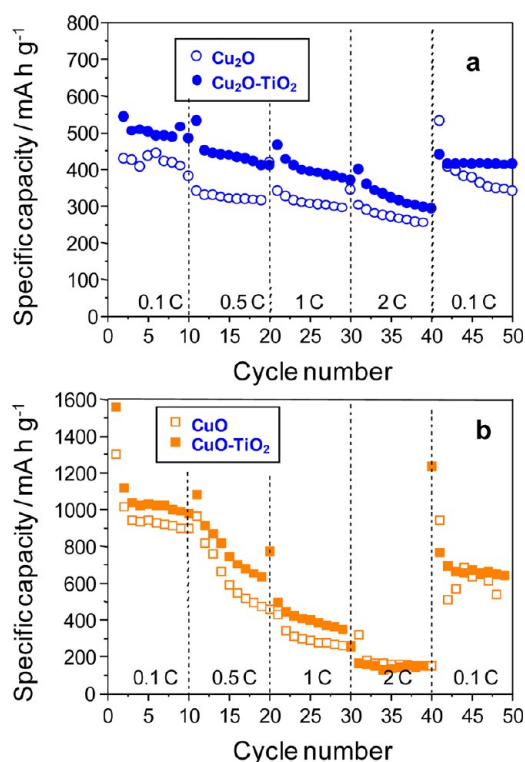 800
700
600
500
400
300
200
100
0
Specific capacity / mA h g⁻¹
Cu₂O
Cu₂O-TiO₂
a
0.1 C 0.5 C 1 C 2 C 0.1 C
0 5 10 15 20 25 30 35 40 45 50
Cycle number
1600
1400
1200
1000
800
600
400
200
0
Specific capacity / mA h g⁻¹
CuO
CuO-TiO₂
b
0.1 C 0.5 C 1 C 2 C 0.1 C
0 5 10 15 20 25 30 35 40 45 50
Cycle number